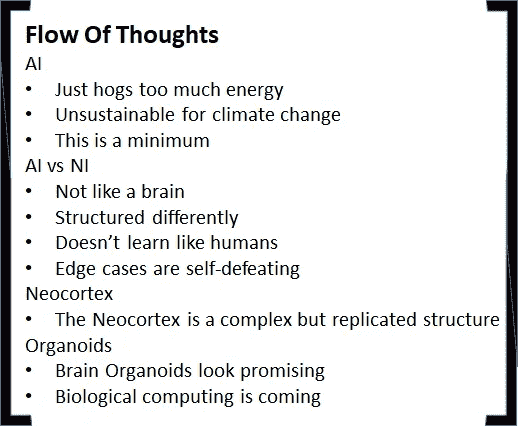 Flow Of Thoughts
AI
• Just hogs too much energy
• Unsustainable for climate change
• This is a minimum
AI vs NI
• Not like a brain
• Structured differently
• Doesn’t learn like humans
• Edge cases are self-defeating
Neocortex
• The Neocortex is a complex but replicated structure
Organoids
• Brain Organoids look promising
• Biological computing is coming